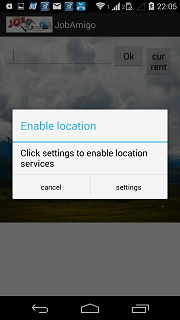 22:05
JobAmigo
Ok
cur
rent
Enable location
Click settings to enable location
services
cancel
settings